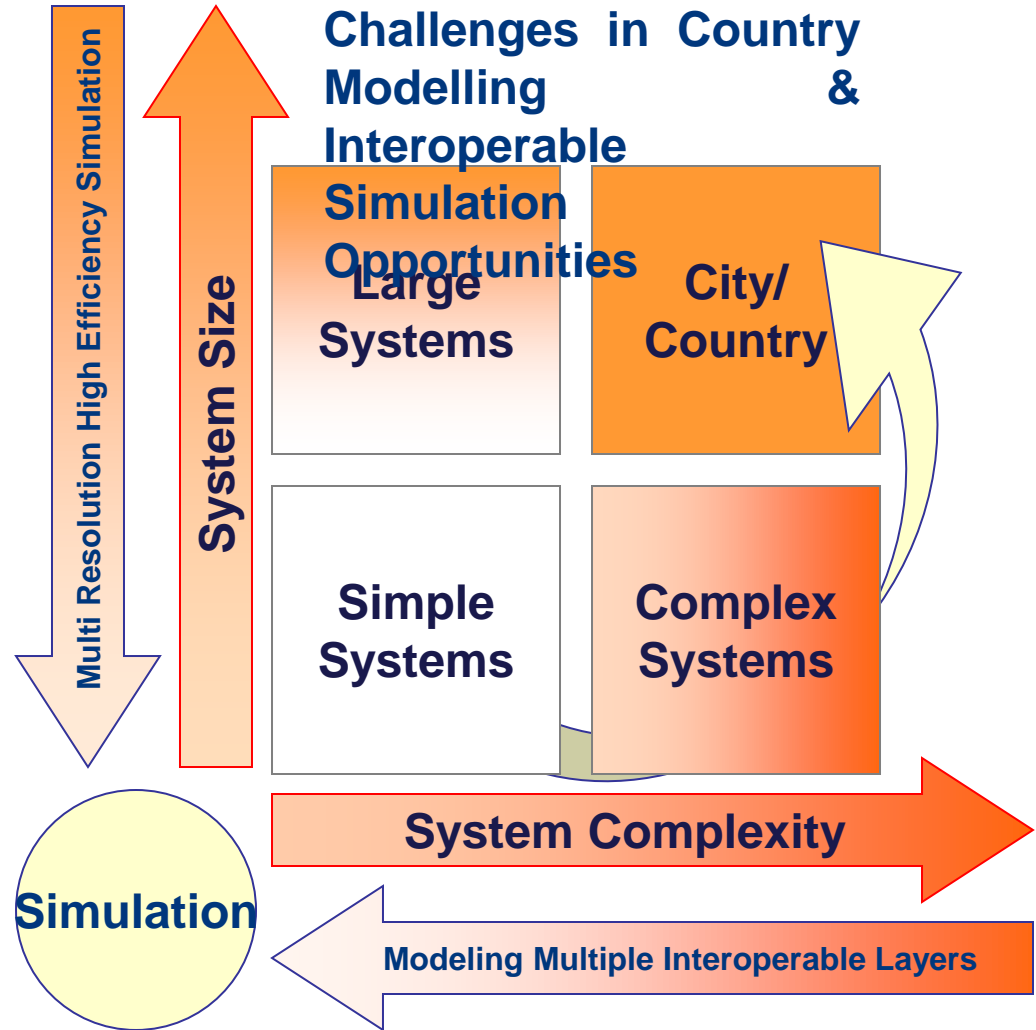 Challenges in Country
Modelling &
Interoperable
Simulation
Opportunities
Multi Resolution High Efficiency Simulation
System Size
Large
Systems
City/
Country
Simple
Systems
Complex
Systems
System Complexity
Simulation
Modeling Multiple Interoperable Layers